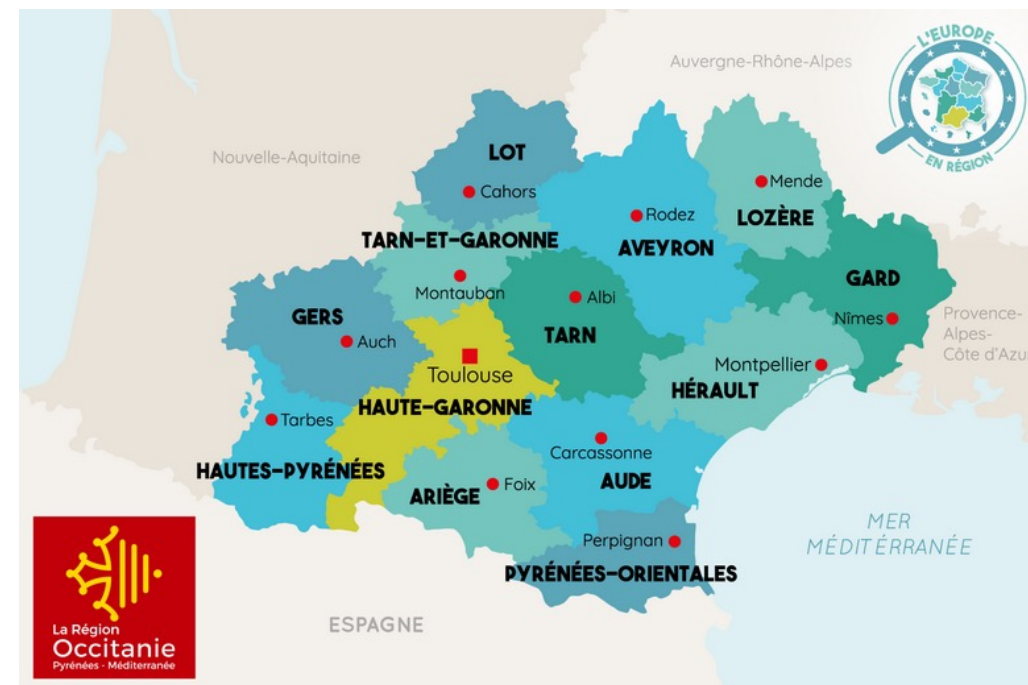 L'EUROPE
EN RÉGION
Auvergne-Rhône-Alpes
Nouvelle-Aquitaine
LOT
Cahors
Mende
LOZÈRE
Rodez
AVEYRON
TARN-ET-GARONNE
Montauban
GARD
Nîmes
Provence-
Alpes-
Côte d'Azu
Albi
TARN
GERS
Auch
Toulouse
HAUTE-GARONNE
Montpellier
HÉRAULT
Tarbes
HAUTES-PYRÉNÉES
Carcassonne
AUDE
ARIÈGE
Foix
Perpignan
PYRÉNÉES-ORIENTALES
MER
MÉDITÉRRANÉE
ESPAGNE
La Région
Occitanie
Pyrénées - Méditerranée